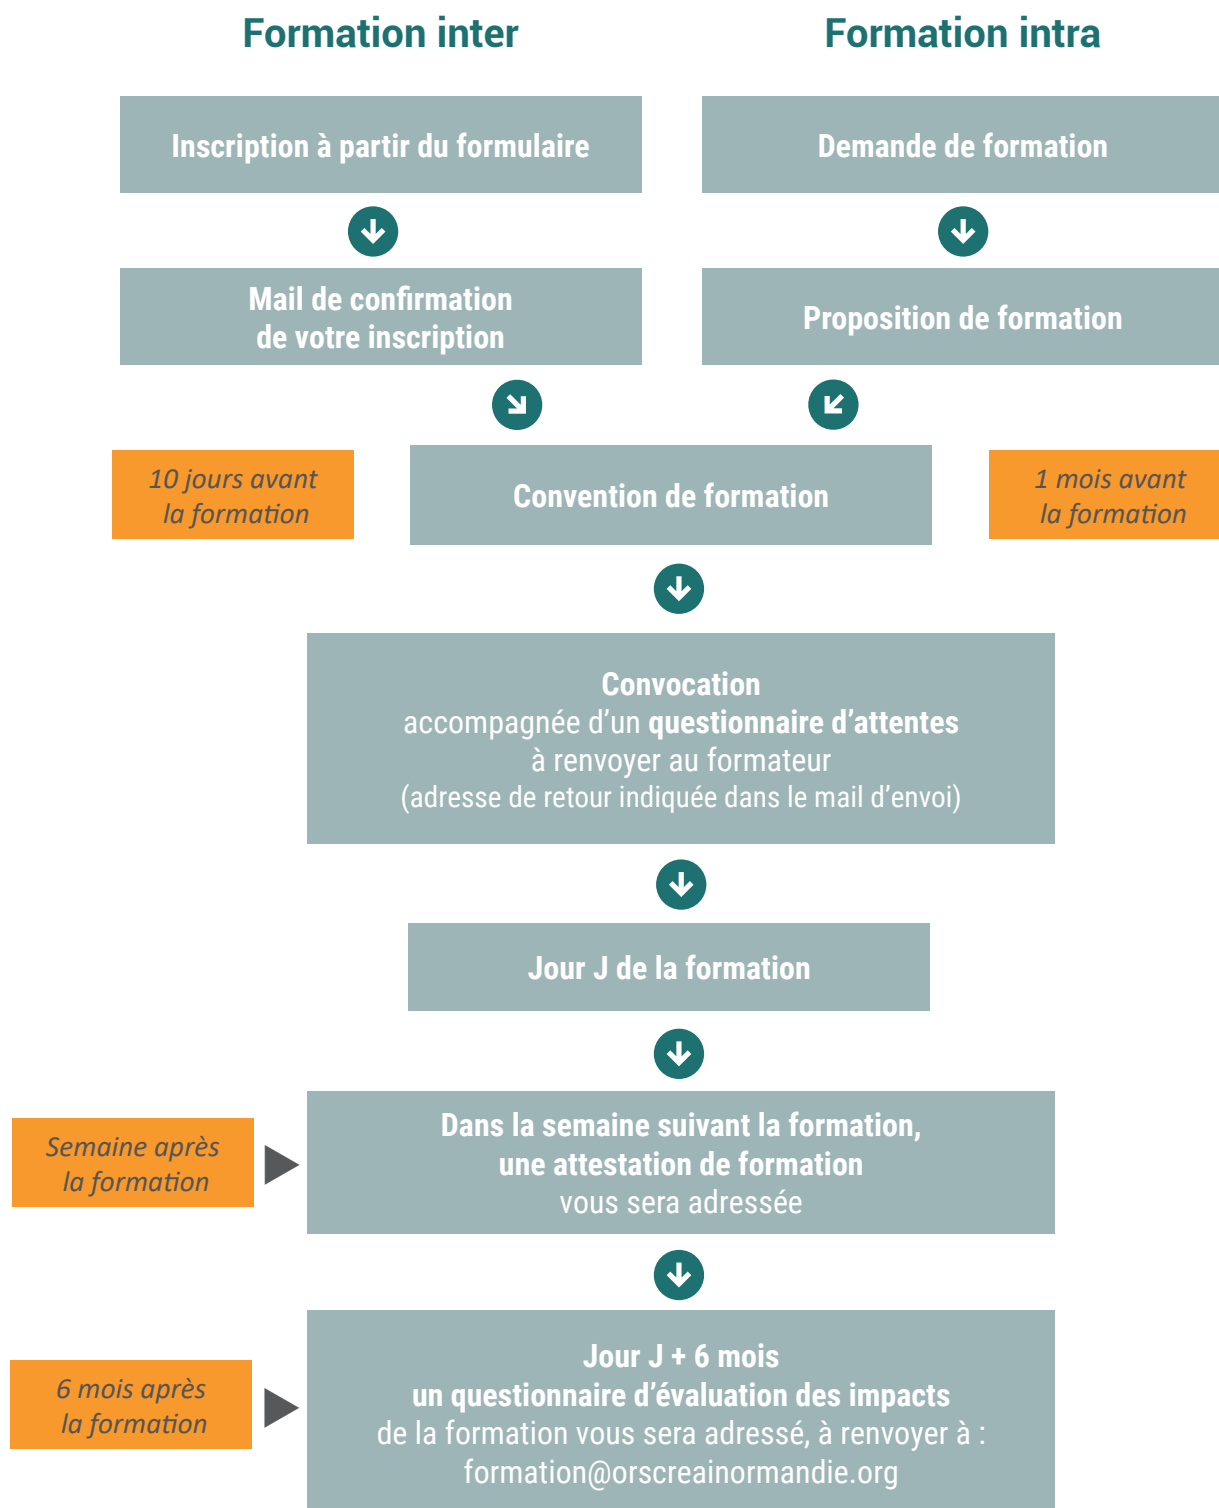 Formation inter
Formation intra
Inscription à partir du formulaire
Demande de formation
Mail de confirmation
de votre inscription
Proposition de formation
10 jours avant
la formation
Convention de formation
1 mois avant
la formation
Convocation
accompagnée d’un questionnaire d’attentes
à renvoyer au formateur
(adresse de retour indiquée dans le mail d’envoi)
Jour J de la formation
Semaine après
la formation
Dans la semaine suivant la formation,
une attestation de formation
vous sera adressée
6 mois après
la formation
Jour J + 6 mois
un questionnaire d’évaluation des impacts
de la formation vous sera adressé, à renvoyer à :
formation@orscreainormandie.org